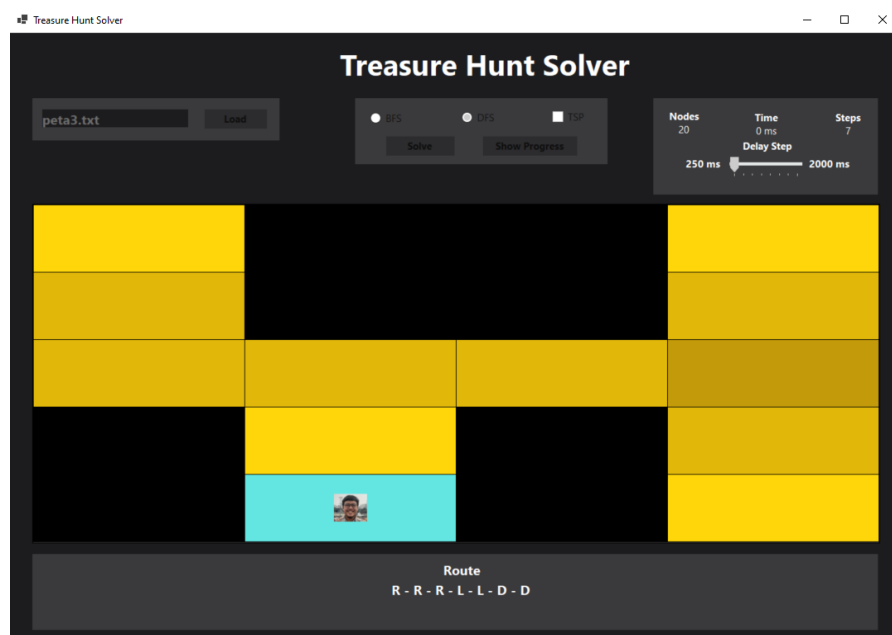 Treasure Hunt Solver
Treasure Hunt Solver
peta3.txt Load
BFS DFS TSP
Solve Show Progress
Nodes Time Steps
20 0 ms 7
Delay Step
250 ms 2000 ms
Route
R - R - R - L - L - D - D